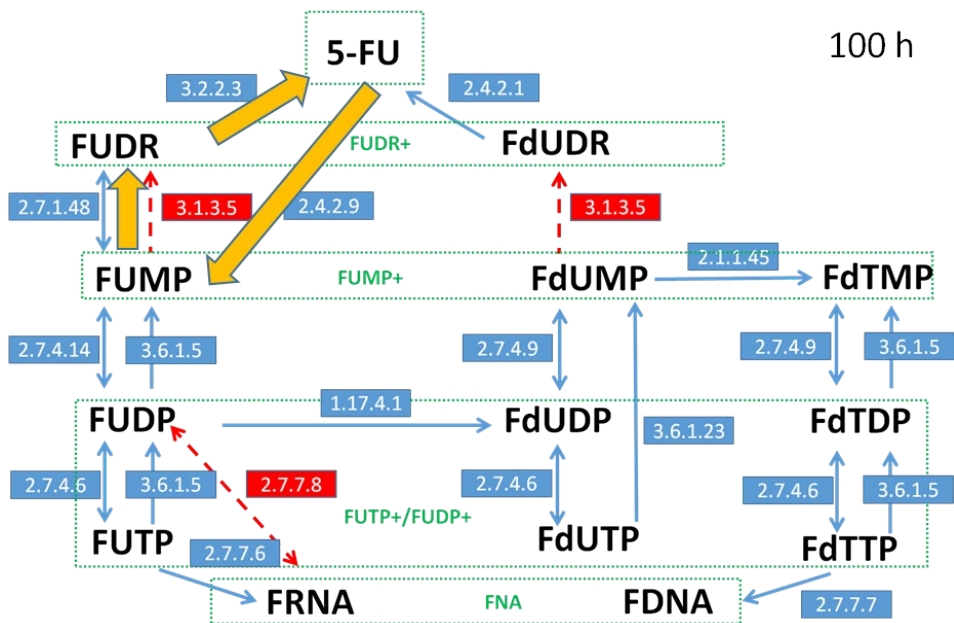 5-FU
100 h
3.2.2.3
2.4.2.1
FUDR
FUDR+
FdUDR
2.7.1.48
3.1.3.5
2.4.2.9
3.1.3.5
2.1.1.45
FUMP
FUMP+
FdUMP
FdTMP
2.7.4.14
3.6.1.5
2.7.4.9
2.7.4.9
3.6.1.5
1.17.4.1
FUDP
FdUDP
3.6.1.23
FdTDP
2.7.4.6
3.6.1.5
2.7.7.8
2.7.4.6
2.7.4.6
3.6.1.5
FUTP+/FUDP+
FUTP
2.7.7.6
FdUTP
FdTTP
FRNA
FNA
FDNA
2.7.7.7